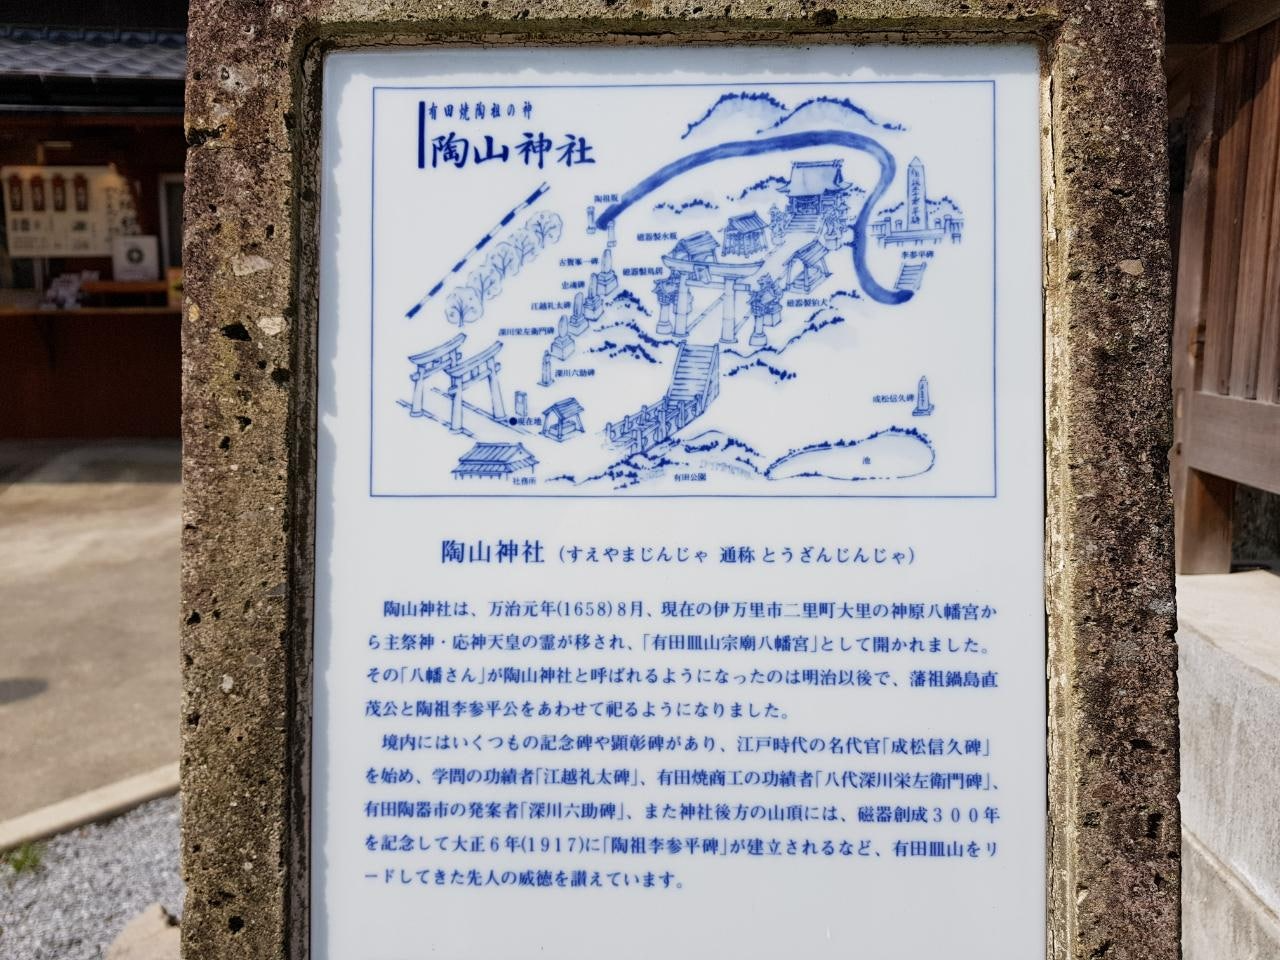 有田焼陶祖の神
陶山神社
陶祖坂
磁器製水瓶
古賀峯一碑
磁器製鳥居
忠魂碑
江越礼太碑
磁器製狛犬
深川栄左衛門碑
深川六助碑
李参平碑
成松信久碑
現在地
社務所
有田公園
池
陶山神社(すえやまじんじゃ 通称 とうざんじんじゃ)
陶山神社は、万治元年(1658)8月、現在の伊万里市二里町大里の神原八幡宮か
ら主祭神・応神天皇の霊が移され、「有田皿山宗廟八幡宮」として開かれました。
その「八幡さん」が陶山神社と呼ばれるようになったのは明治以後で、藩祖鍋島直
茂公と陶祖李参平公をあわせて祀るようになりました。
境内にはいくつもの記念碑や顕彰碑があり、江戸時代の名代官「成松信久碑」
を始め、学問の功績者「江越礼太碑」、有田焼商工の功績者「八代深川栄左衛門碑」、
有田陶器市の発案者「深川六助碑」、また神社後方の山頂には、磁器創成300年
を記念して大正6年(1917)に「陶祖李参平碑」が建立されるなど、有田皿山をリ
ードしてきた先人の威徳を讃えています。